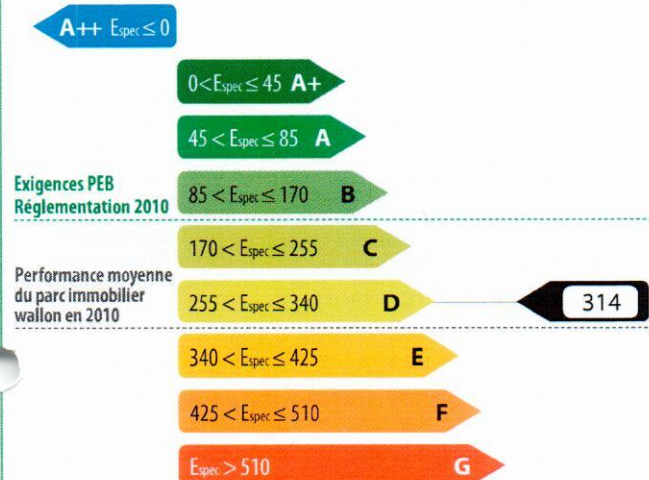 A++ Espec ≤ 0
0<Espec ≤ 45 A+
45 < Espec ≤ 85 A
Exigences PEB
Réglementation 2010
85 < Espec ≤ 170 B
170 < Espec ≤ 255 C
Performance moyenne
du parc immobilier
wallon en 2010
255 < Espec ≤ 340 D
314
340 < Espec ≤ 425 E
425 < Espec ≤ 510 F
Espec > 510 G